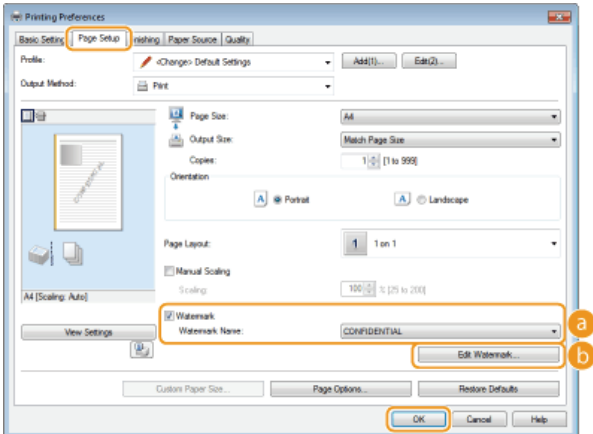 Printing Preferences
Basic Setting Page Setup Finishing Paper Source Quality
Profile: <Change> Default Settings Add(1)... Edit(2)...
Output Method: Print
Page Size: A4
Output Size: Match Page Size
Copies: 1 [1 to 999]
Orientation
A Portrait A Landscape
CONFIDENTIAL
Page Layout: 1 1 on 1
Manual Scaling
Scaling: 100 % [25 to 200]
A4 [Scaling: Auto]
Watermark
a
View Settings Watermark Name: CONFIDENTIAL
Edit Watermark... b
Custom Paper Size... Page Options... Restore Defaults
OK Cancel Help